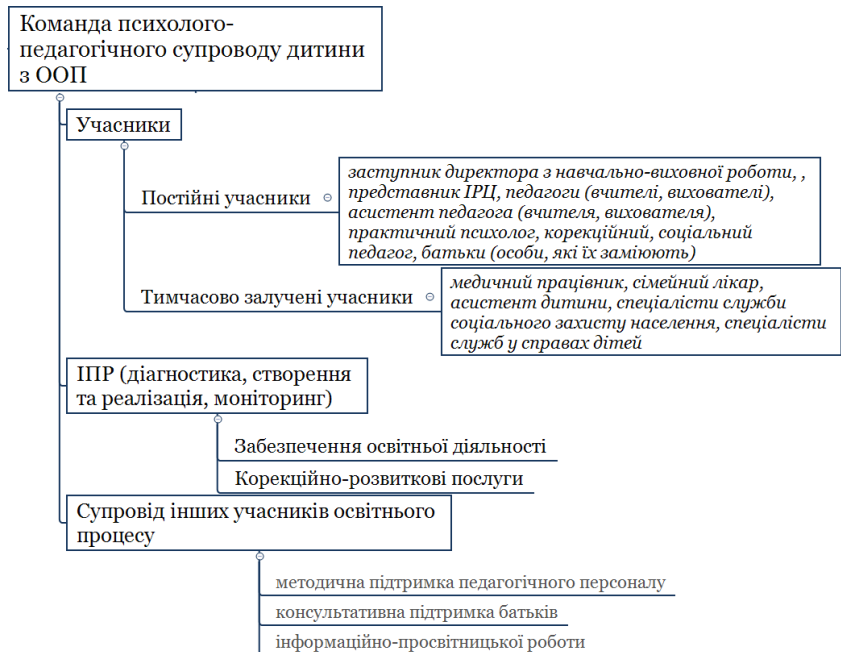 Команда психолого-
педагогічного супроводу дитини
з ООП
Учасники
Постійні учасники
заступник директора з навчально-виховної роботи, ,
представник ІРЦ, педагоги (вчителі, вихователі),
асистент педагога (вчителя, вихователя),
практичний психолог, корекційний, соціальний
педагог, батьки (особи, які їх заміюють)
Тимчасово залучені учасники
медичний працівник, сімейний лікар,
асистент дитини, спеціалісти служби
соціального захисту населення, спеціалісти
служб у справах дітей
ІПР (діагностика, створення
та реалізація, моніторинг)
Забезпечення освітньої діяльності
Корекційно-розвиткові послуги
Супровід інших учасників освітнього
процесу
методична підтримка педагогічного персоналу
консультативна підтримка батьків
інформаційно-просвітницької роботи